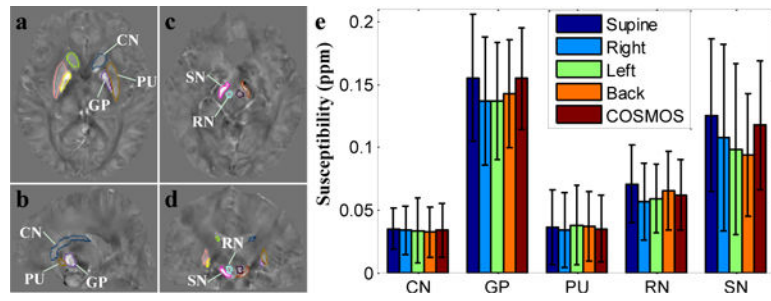 a
CN
PU
GP
c
SN
RN
b
CN
PU
GP
d
RN
SN
e
Susceptibility (ppm)
0.2
0.15
0.1
0.05
0
Supine
Right
Left
Back
COSMOS
CN GP PU RN SN